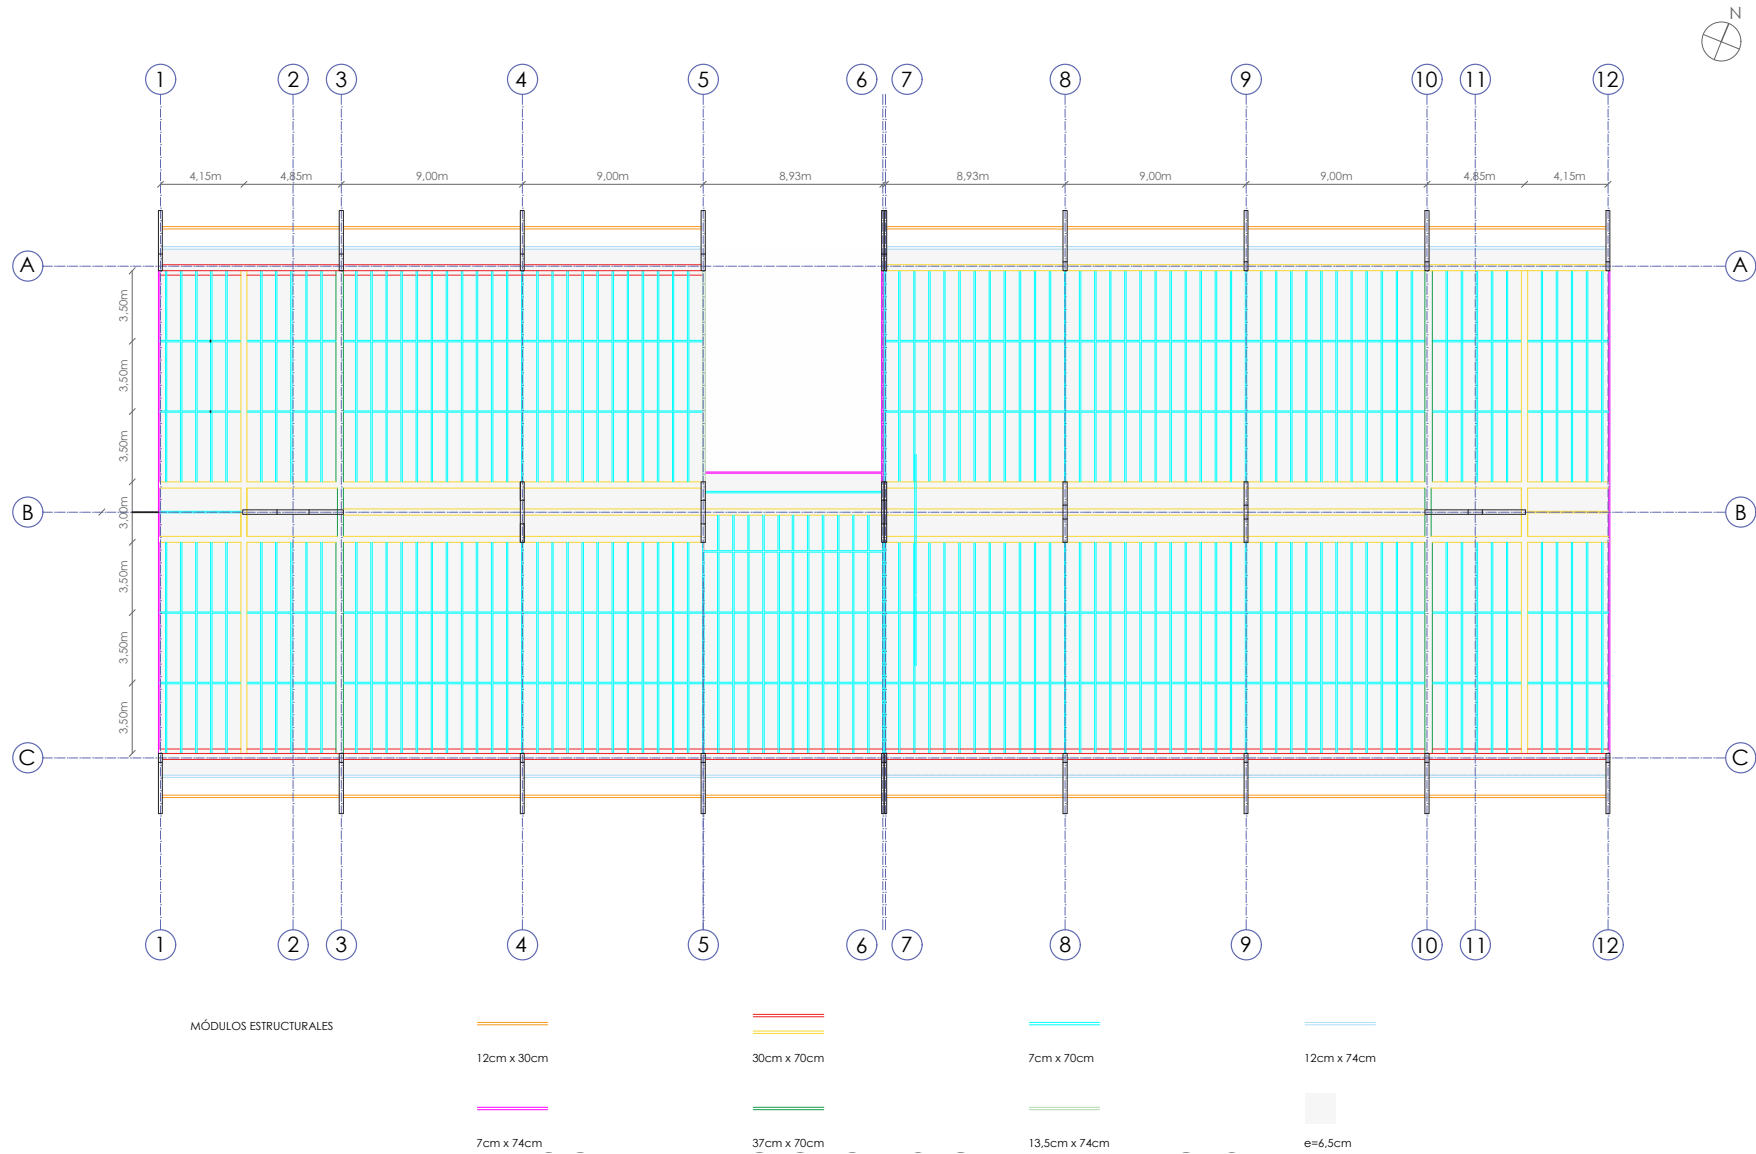 N
1 2 3 4 5 6 7 8 9 10 11 12
4,15m 4,85m 9,00m 9,00m 8,93m 8,93m 9,00m 9,00m 4,85m 4,15m
A A
3,50m
3,50m
3,50m
B 3,00m B
3,50m
3,50m
3,50m
C C
1 2 3 4 5 6 7 8 9 10 11 12
MÓDULOS ESTRUCTURALES
12cm x 30cm 30cm x 70cm 7cm x 70cm 12cm x 74cm
7cm x 74cm 37cm x 70cm 13,5cm x 74cm e=6,5cm